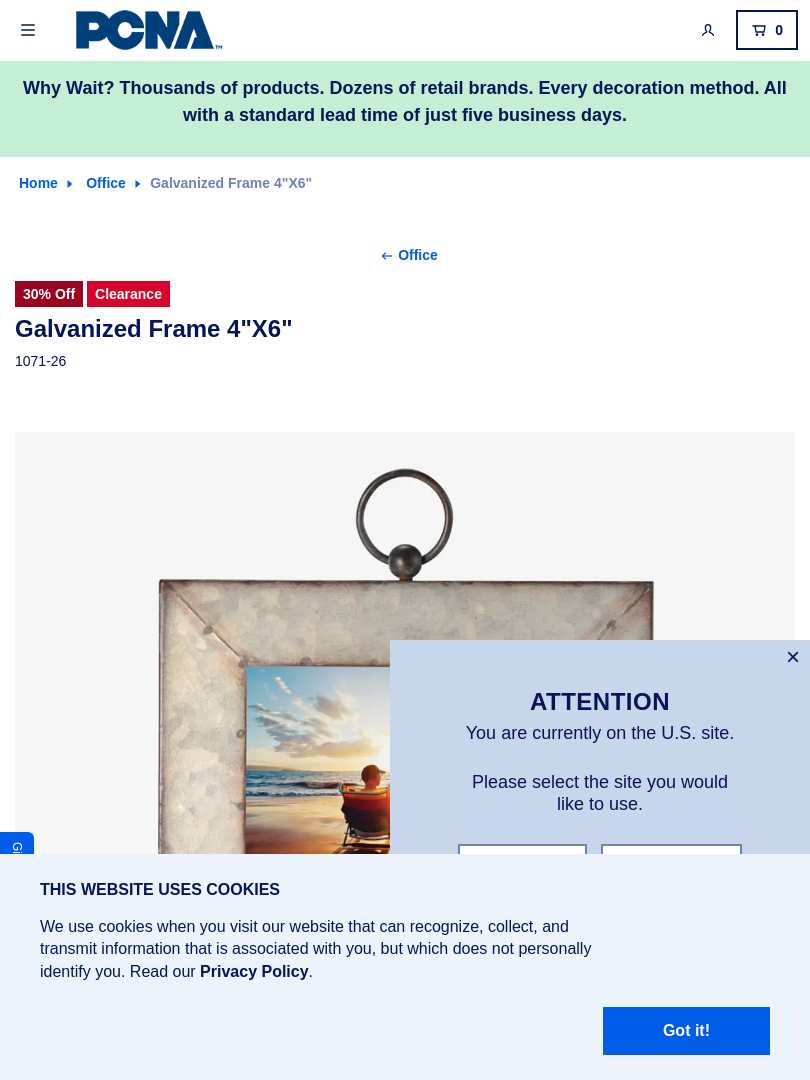 PCNA™
0
Why Wait? Thousands of products. Dozens of retail brands. Every decoration method. All
with a standard lead time of just five business days.
Home
Office
Galvanized Frame 4"X6"
Office
30% Off
Clearance
Galvanized Frame 4"X6"
1071-26
ATTENTION
You are currently on the U.S. site.
Please select the site you would
like to use.
THIS WEBSITE USES COOKIES
We use cookies when you visit our website that can recognize, collect, and
transmit information that is associated with you, but which does not personally
identify you. Read our Privacy Policy.
Got it!